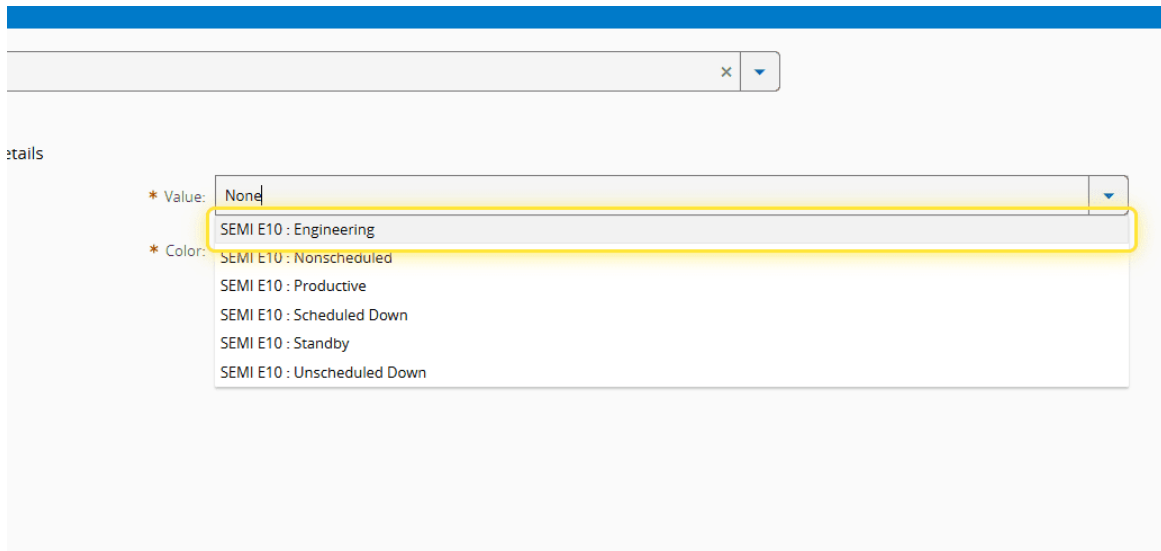 etails
* Value: None
SEMI E10 : Engineering
* Color:
SEMI E10 : Nonscheduled
SEMI E10 : Productive
SEMI E10 : Scheduled Down
SEMI E10 : Standby
SEMI E10 : Unscheduled Down